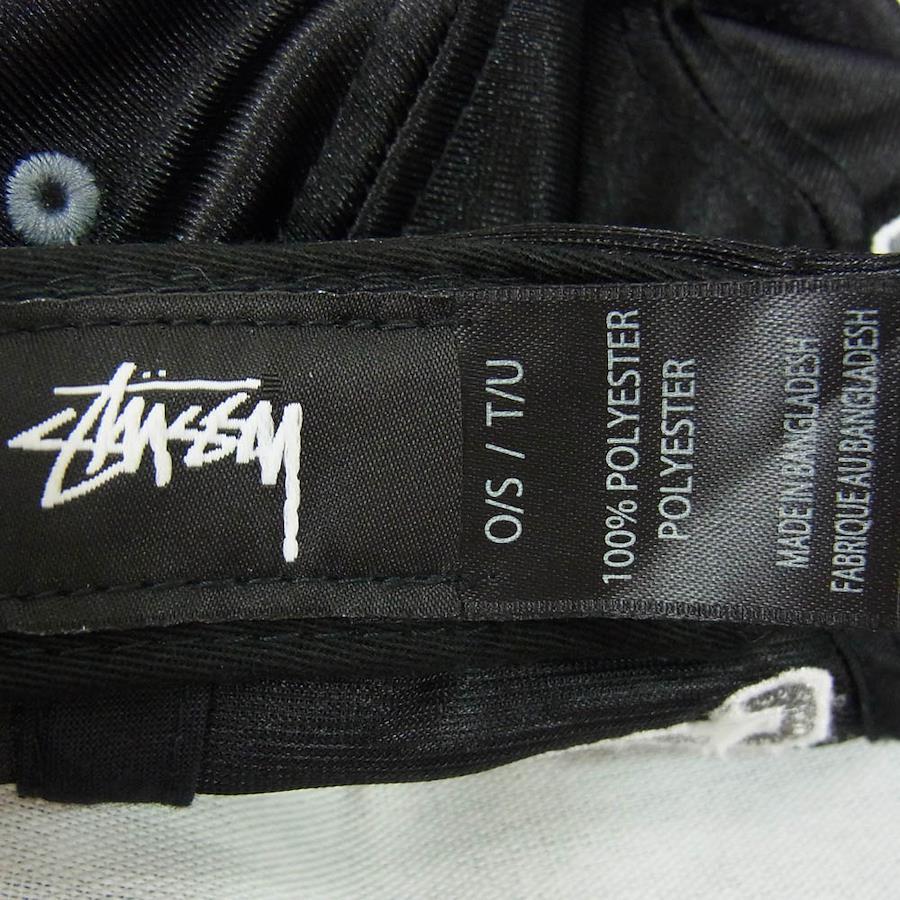 Stüssy
O/S / T/U
100% POLYESTER
POLYESTER
MADE IN BANGLADESH
FABRIQUE AU BANGLADESH